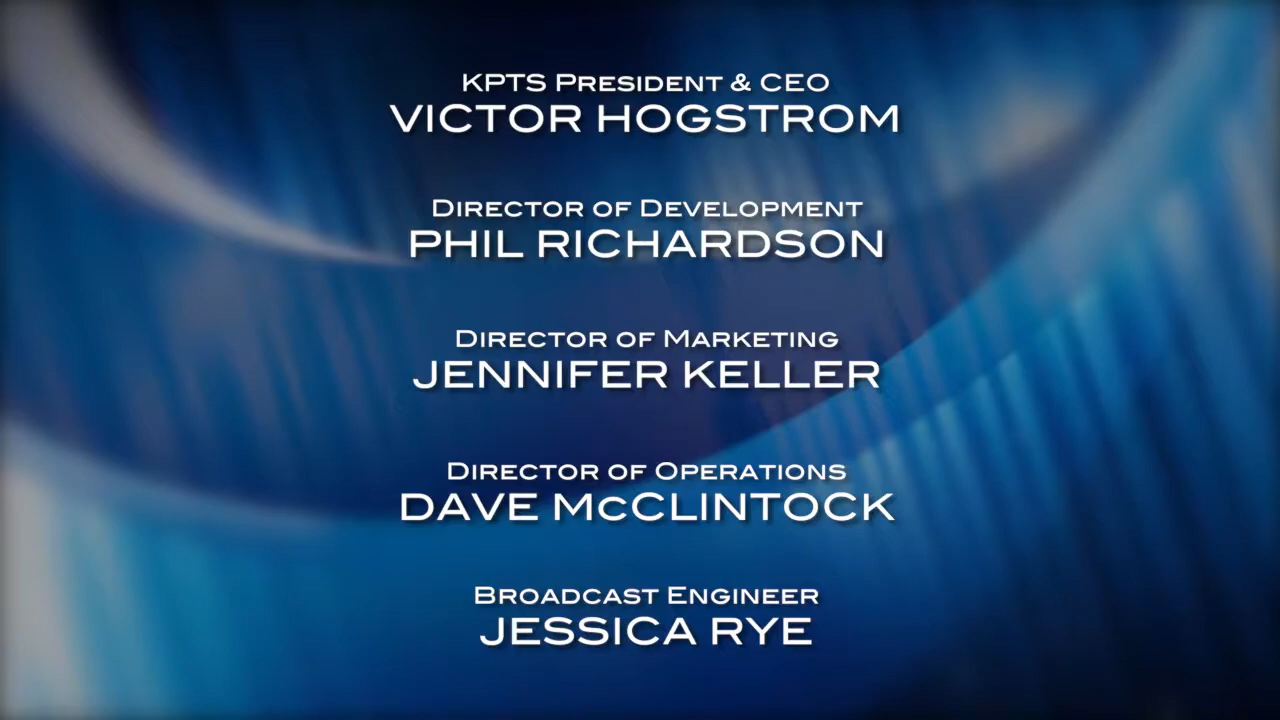 KPTS President & CEO
VICTOR HOGSTROM
Director of Development
PHIL RICHARDSON
Director of Marketing
JENNIFER KELLER
Director of Operations
DAVE McCLINTOCK
Broadcast Engineer
JESSICA RYE